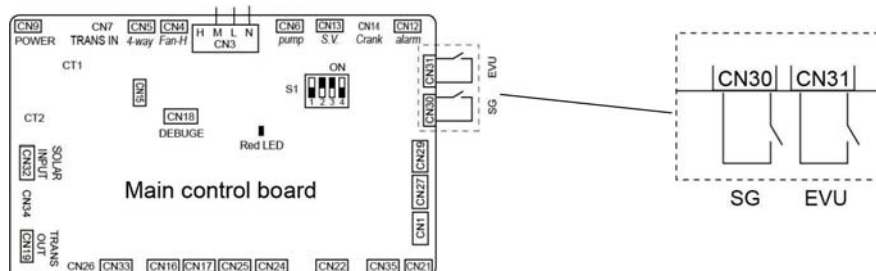 CN9 CN7 CN5 CN4 H M L N CN6 CN13 CN14 CN12
POWER TRANS IN 4-way Fan-H CN3 pump S.V. Crank alarm
CT1
ON
S1
1 2 3 4
CN31 EVU
CN30 SG
CN15
CN18
DEBUGE
CT2
Red LED
CN32 SOLAR INPUT
CN34
CN19 TRANS OUT
Main control board
CN29
CN27
CN1
CN26 CN33 CN16 CN17 CN25 CN24 CN22 CN35 CN21
CN30 CN31
SG EVU